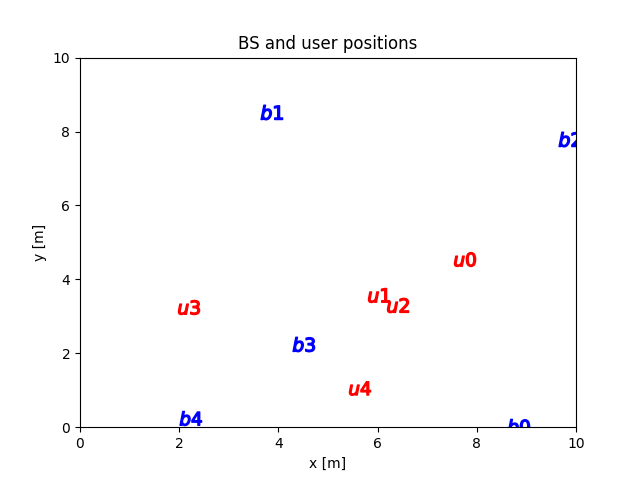 BS and user positions
10
b1
8
b2
6
y [m]
u0
4
u1
u2
u3
b3
2
u4
b4
b0
0
0 2 4 6 8 10
x [m]